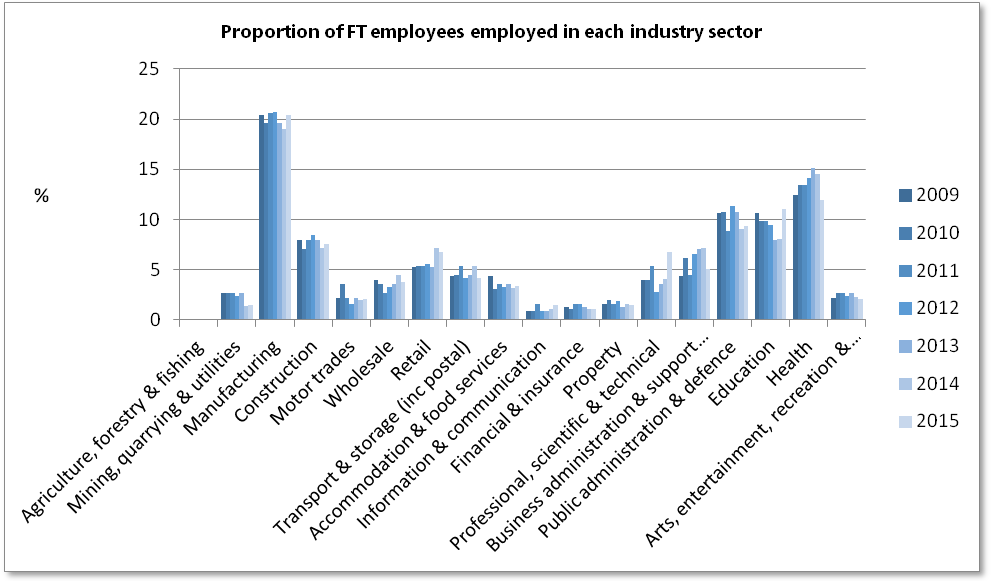 Proportion of FT employees employed in each industry sector
25
20
15
10
5
0
%
Agriculture, forestry & fishing
Mining, quarrying & utilities
Manufacturing
Construction
Motor trades
Wholesale
Retail
Transport & storage (inc postal)
Accommodation & food services
Information & communication
Financial & insurance
Property
Professional, scientific & technical
Business administration & support...
Public administration & defence
Education
Health
Arts, entertainment, recreation &...
2009
2010
2011
2012
2013
2014
2015